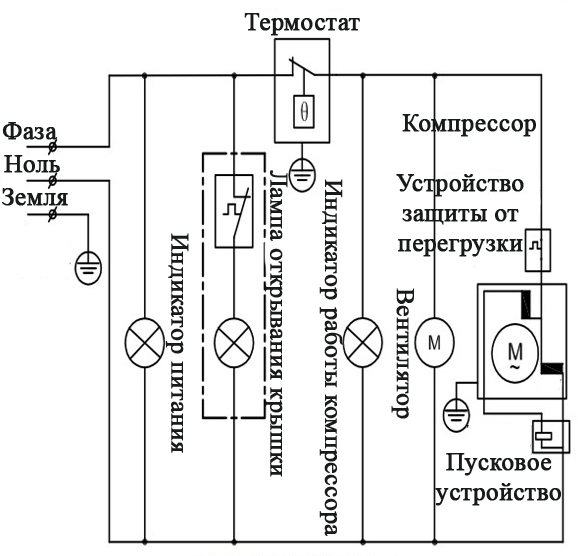 Термостат
θ
Фаза
Ноль
Земля
Компрессор
Устройство
защиты от
перегрузки
Индикатор питания
Лампа открывания крышки
Индикатор работы компрессора
Вентилятор
M
M
~
Пусковое
устройство